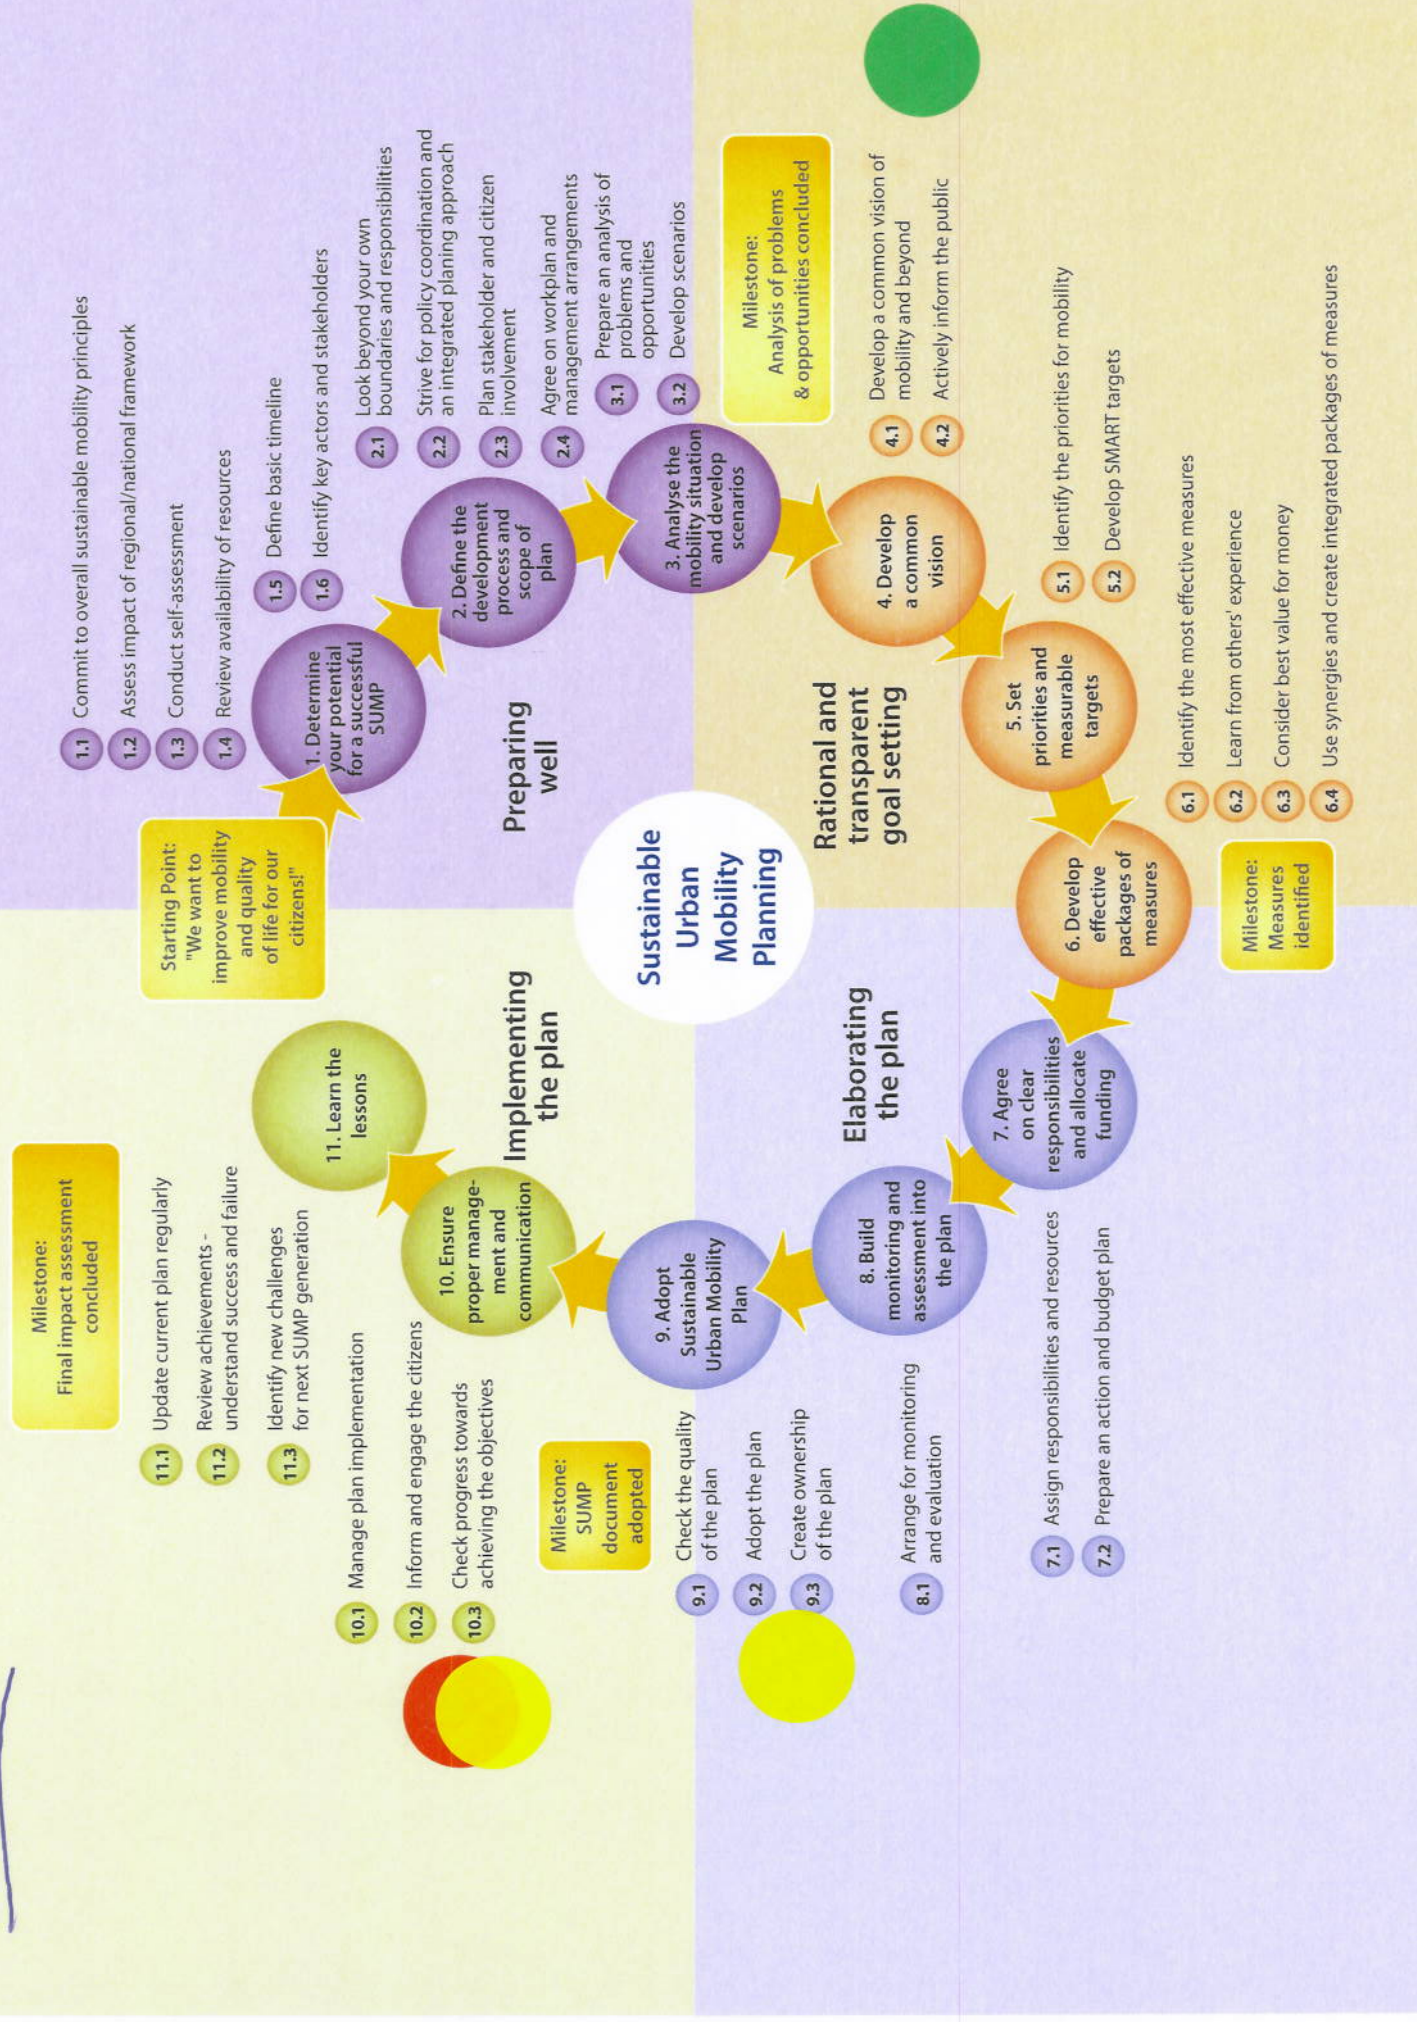 Starting Point:
"We want to
improve mobility
and quality
of life for our
citizens!"
1.1 Commit to overall sustainable mobility principles
1.2 Assess impact of regional/national framework
1.3 Conduct self-assessment
1.4 Review availability of resources
1.5 Define basic timeline
1.6 Identify key actors and stakeholders
1. Determine
your potential
for a successful
SUMP
2.1 Look beyond your own
boundaries and responsibilities
2.2 Strive for policy coordination and
an integrated planing approach
2.3 Plan stakeholder and citizen
involvement
2.4 Agree on workplan and
management arrangements
2. Define the
development
process and
scope of
plan
3.1 Prepare an analysis of
problems and
opportunities
3.2 Develop scenarios
3. Analyse the
mobility situation
and develop
scenarios
Preparing
well
Milestone:
Analysis of problems
& opportunities concluded
4.1 Develop a common vision of
mobility and beyond
4.2 Actively inform the public
4. Develop
a common
vision
5.1 Identify the priorities for mobility
5.2 Develop SMART targets
5. Set
priorities and
measurable
targets
6.1 Identify the most effective measures
6.2 Learn from others' experience
6.3 Consider best value for money
6.4 Use synergies and create integrated packages of measures
6. Develop
effective
packages of
measures
Rational and
transparent
goal setting
Milestone:
Measures
identified
Sustainable
Urban
Mobility
Planning
7. Agree
on clear
responsibilities
and allocate
funding
7.1 Assign responsibilities and resources
7.2 Prepare an action and budget plan
8. Build
monitoring and
assessment into
the plan
8.1 Arrange for monitoring
and evaluation
9. Adopt
Sustainable
Urban Mobility
Plan
9.1 Check the quality
of the plan
9.2 Adopt the plan
9.3 Create ownership
of the plan
Elaborating
the plan
Milestone:
SUMP
document
adopted
10. Ensure
proper manage-
ment and
communication
10.1 Manage plan implementation
10.2 Inform and engage the citizens
10.3 Check progress towards
achieving the objectives
11. Learn the
lessons
11.1 Update current plan regularly
11.2 Review achievements -
understand success and failure
11.3 Identify new challenges
for next SUMP generation
Implementing
the plan
Milestone:
Final impact assessment
concluded